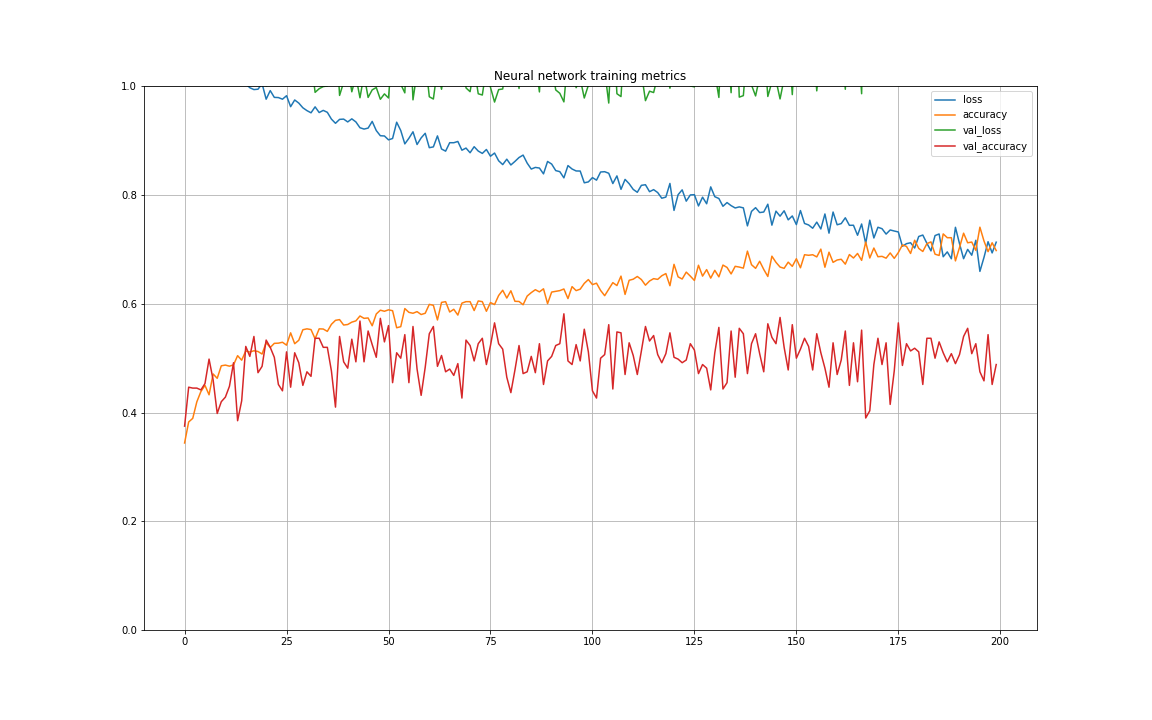 Neural network training metrics
1.0
0.8
0.6
0.4
0.2
0.0
loss
accuracy
val_loss
val_accuracy
0 25 50 75 100 125 150 175 200